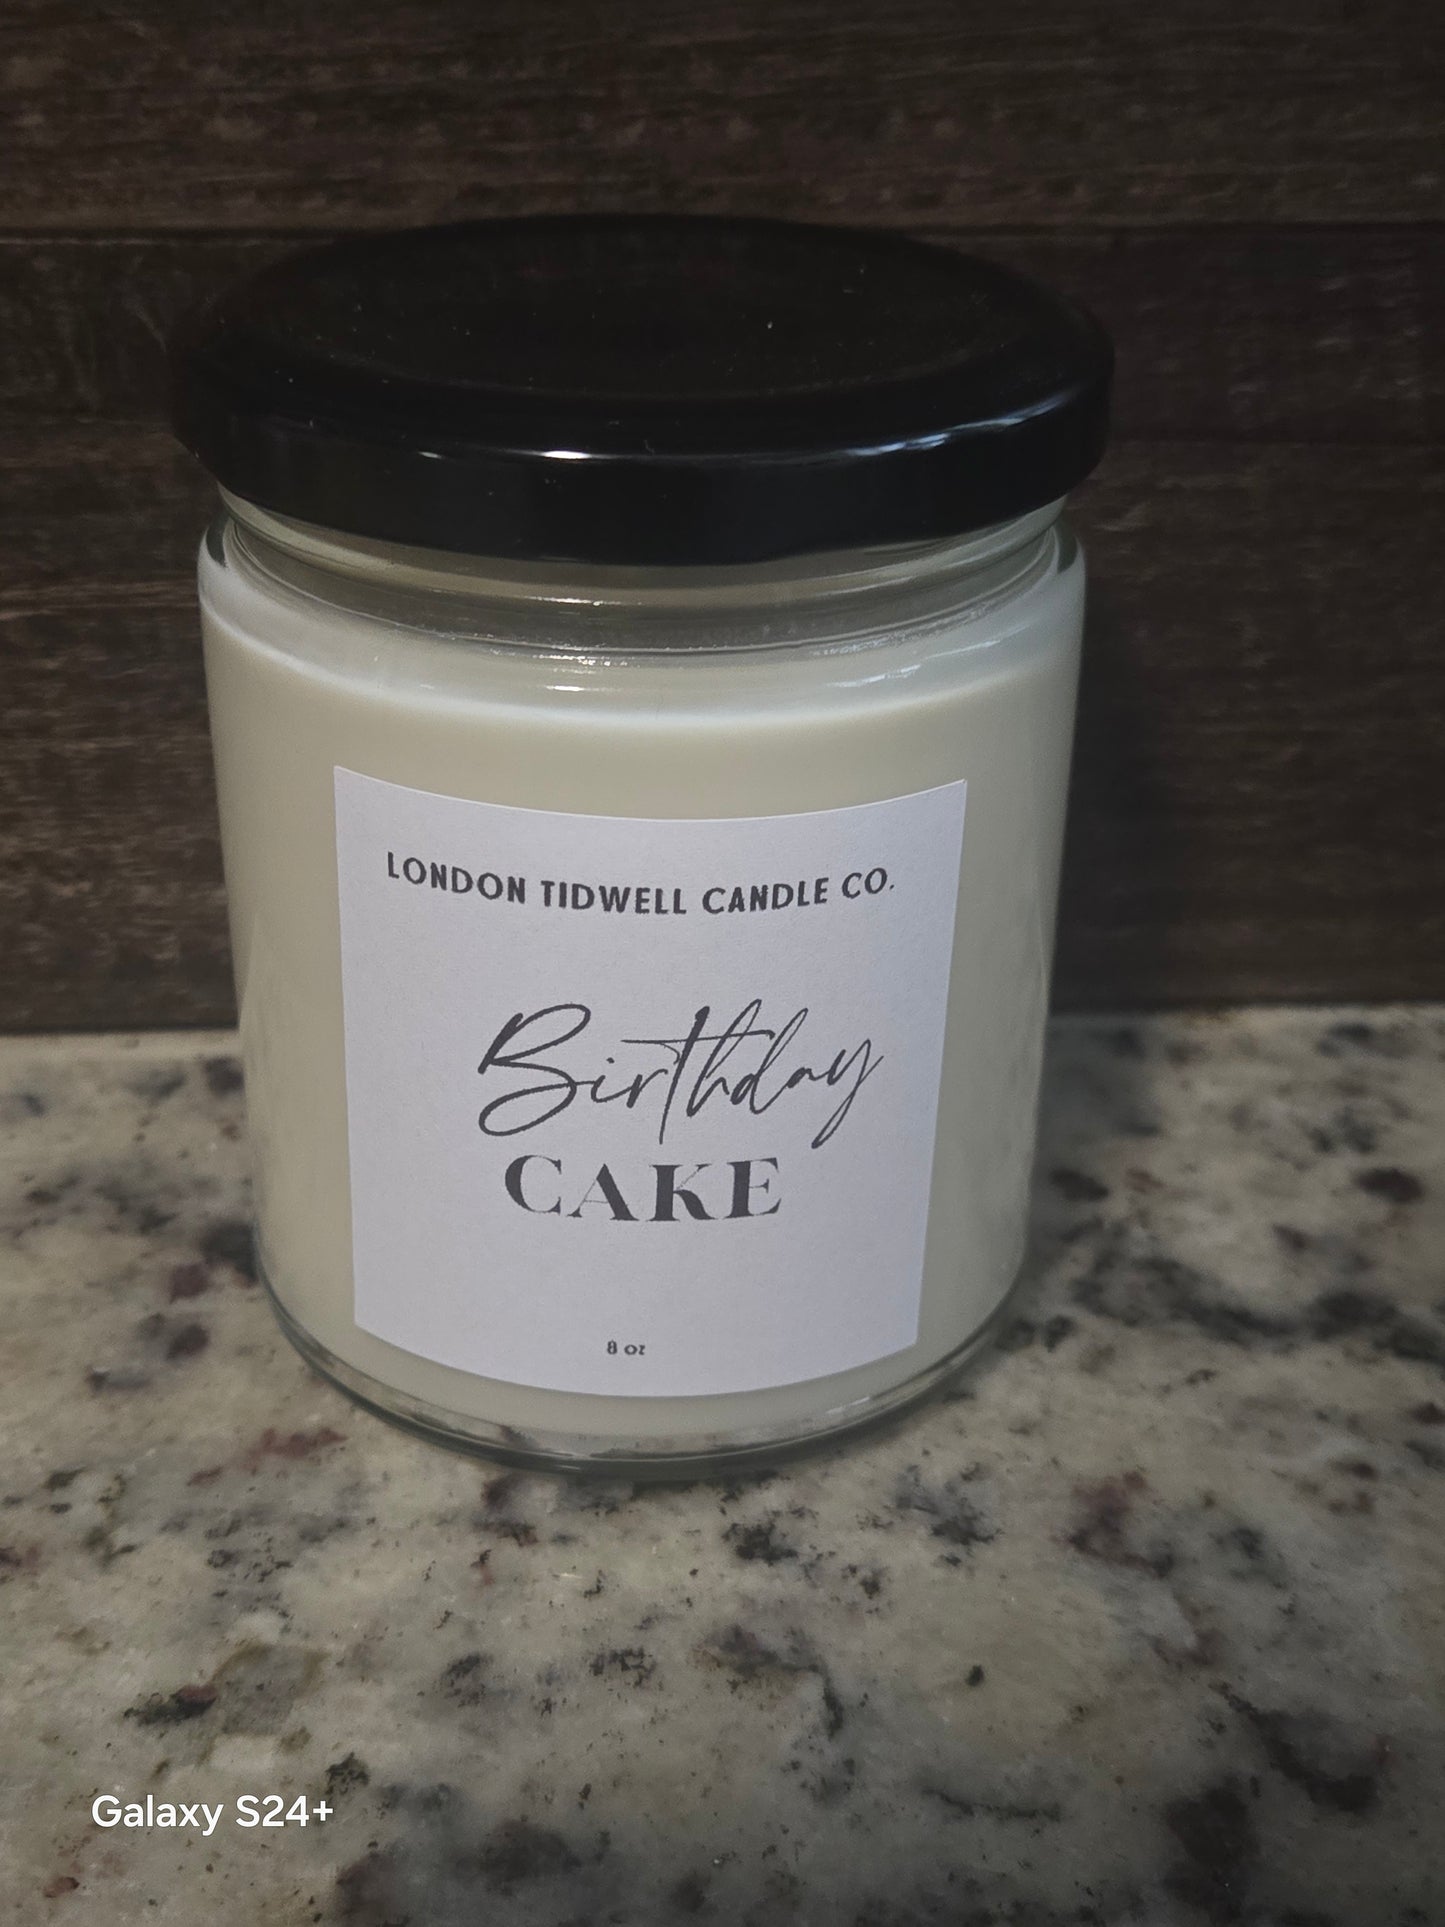 LONDON TIDWELL CANDLE CO.
Birthday
CAKE
8 oz
Galaxy S24+